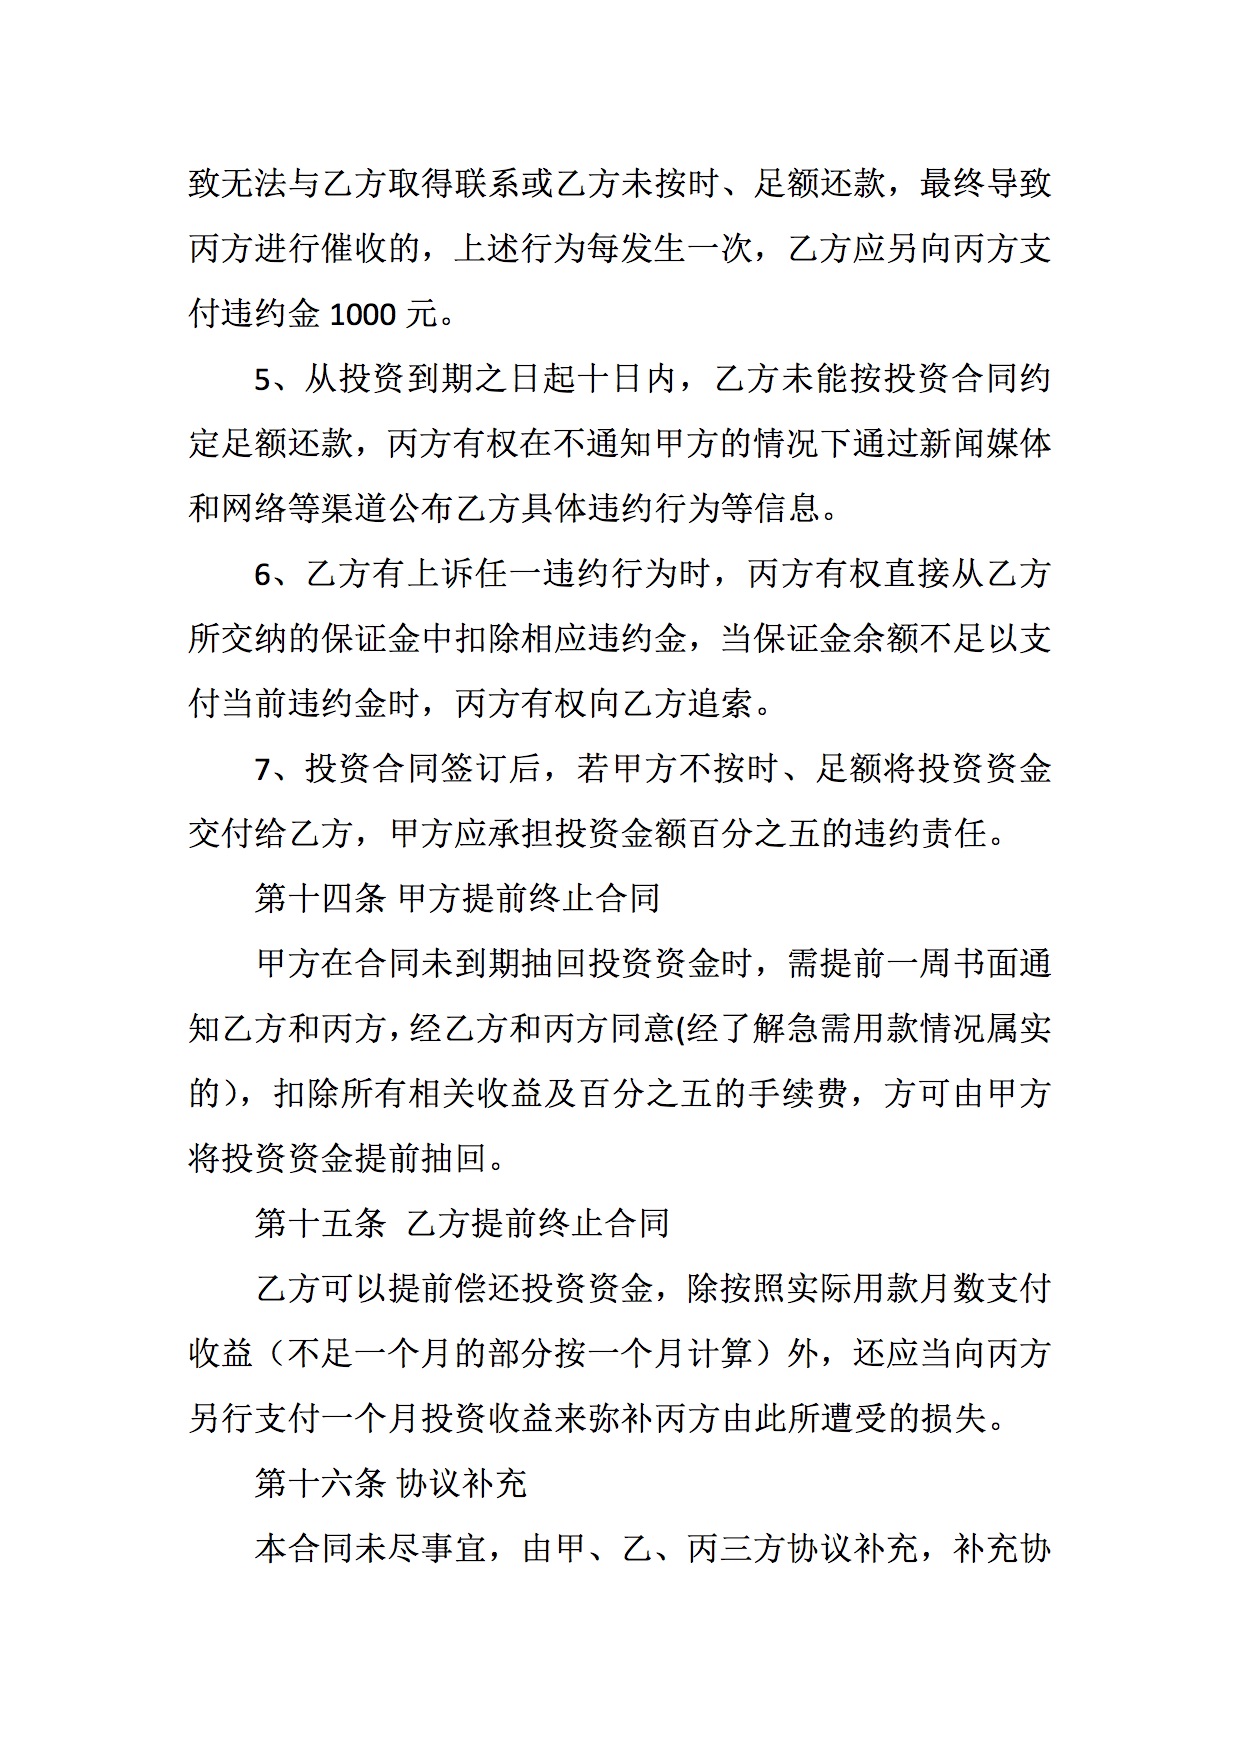 致无法与乙方取得联系或乙方未按时、足额还款，最终导致
丙方进行催收的，上述行为每发生一次，乙方应另向丙方支
付违约金 1000 元。
5、从投资到期之日起十日内，乙方未能按投资合同约
定足额还款，丙方有权在不通知甲方的情况下通过新闻媒体
和网络等渠道公布乙方具体违约行为等信息。
6、乙方有上诉任一违约行为时，丙方有权直接从乙方
所交纳的保证金中扣除相应违约金，当保证金余额不足以支
付当前违约金时，丙方有权向乙方追索。
7、投资合同签订后，若甲方不按时、足额将投资资金
交付给乙方，甲方应承担投资金额百分之五的违约责任。
第十四条 甲方提前终止合同
甲方在合同未到期抽回投资资金时，需提前一周书面通
知乙方和丙方，经乙方和丙方同意(经了解急需用款情况属实
的），扣除所有相关收益及百分之五的手续费，方可由甲方
将投资资金提前抽回。
第十五条  乙方提前终止合同
乙方可以提前偿还投资资金，除按照实际用款月数支付
收益（不足一个月的部分按一个月计算）外，还应当向丙方
另行支付一个月投资收益来弥补丙方由此所遭受的损失。
第十六条 协议补充
本合同未尽事宜，由甲、乙、丙三方协议补充，补充协